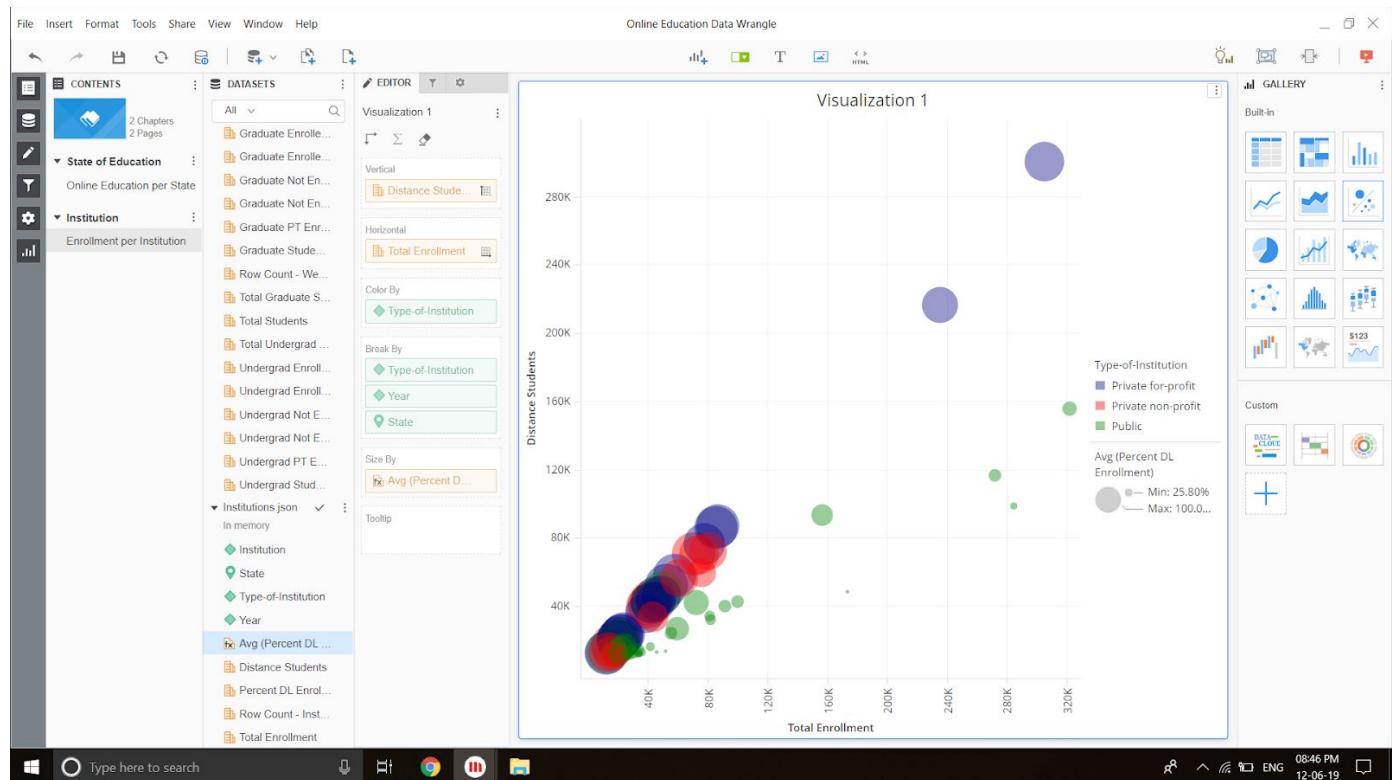 File Insert Format Tools Share View Window Help
Online Education Data Wrangle
HTML
CONTENTS
2 Chapters
2 Pages
State of Education
Online Education per State
Institution
Enrollment per Institution
DATASETS
All
Graduate Enrolle...
Graduate Enrolle...
Graduate Not En...
Graduate Not En...
Graduate PT Enr...
Graduate Stude...
Row Count - We...
Total Graduate S...
Total Students
Total Undergrad ...
Undergrad Enroll...
Undergrad Enroll...
Undergrad Not E...
Undergrad Not E...
Undergrad PT E...
Undergrad Stud...
Institutions.json
In memory
Institution
State
Type-of-Institution
Year
fx Avg (Percent DL ...
Distance Students
Percent DL Enrol...
Row Count - Inst...
Total Enrollment
EDITOR
Visualization 1
Vertical
Distance Stude...
Horizontal
Total Enrollment
Color By
Type-of-Institution
Break By
Type-of-Institution
Year
State
Size By
fx Avg (Percent D...
Tooltip
Visualization 1
280K
240K
200K
160K
120K
80K
40K
Distance Students
40K 80K 120K 160K 200K 240K 280K 320K
Total Enrollment
Type-of-Institution
Private for-profit
Private non-profit
Public
Avg (Percent DL
Enrollment)
Min: 25.80%
Max: 100.0...
GALLERY
Built-in
$123
Custom
DATA
CLOUD
Type here to search
ENG
08:46 PM
12-06-19